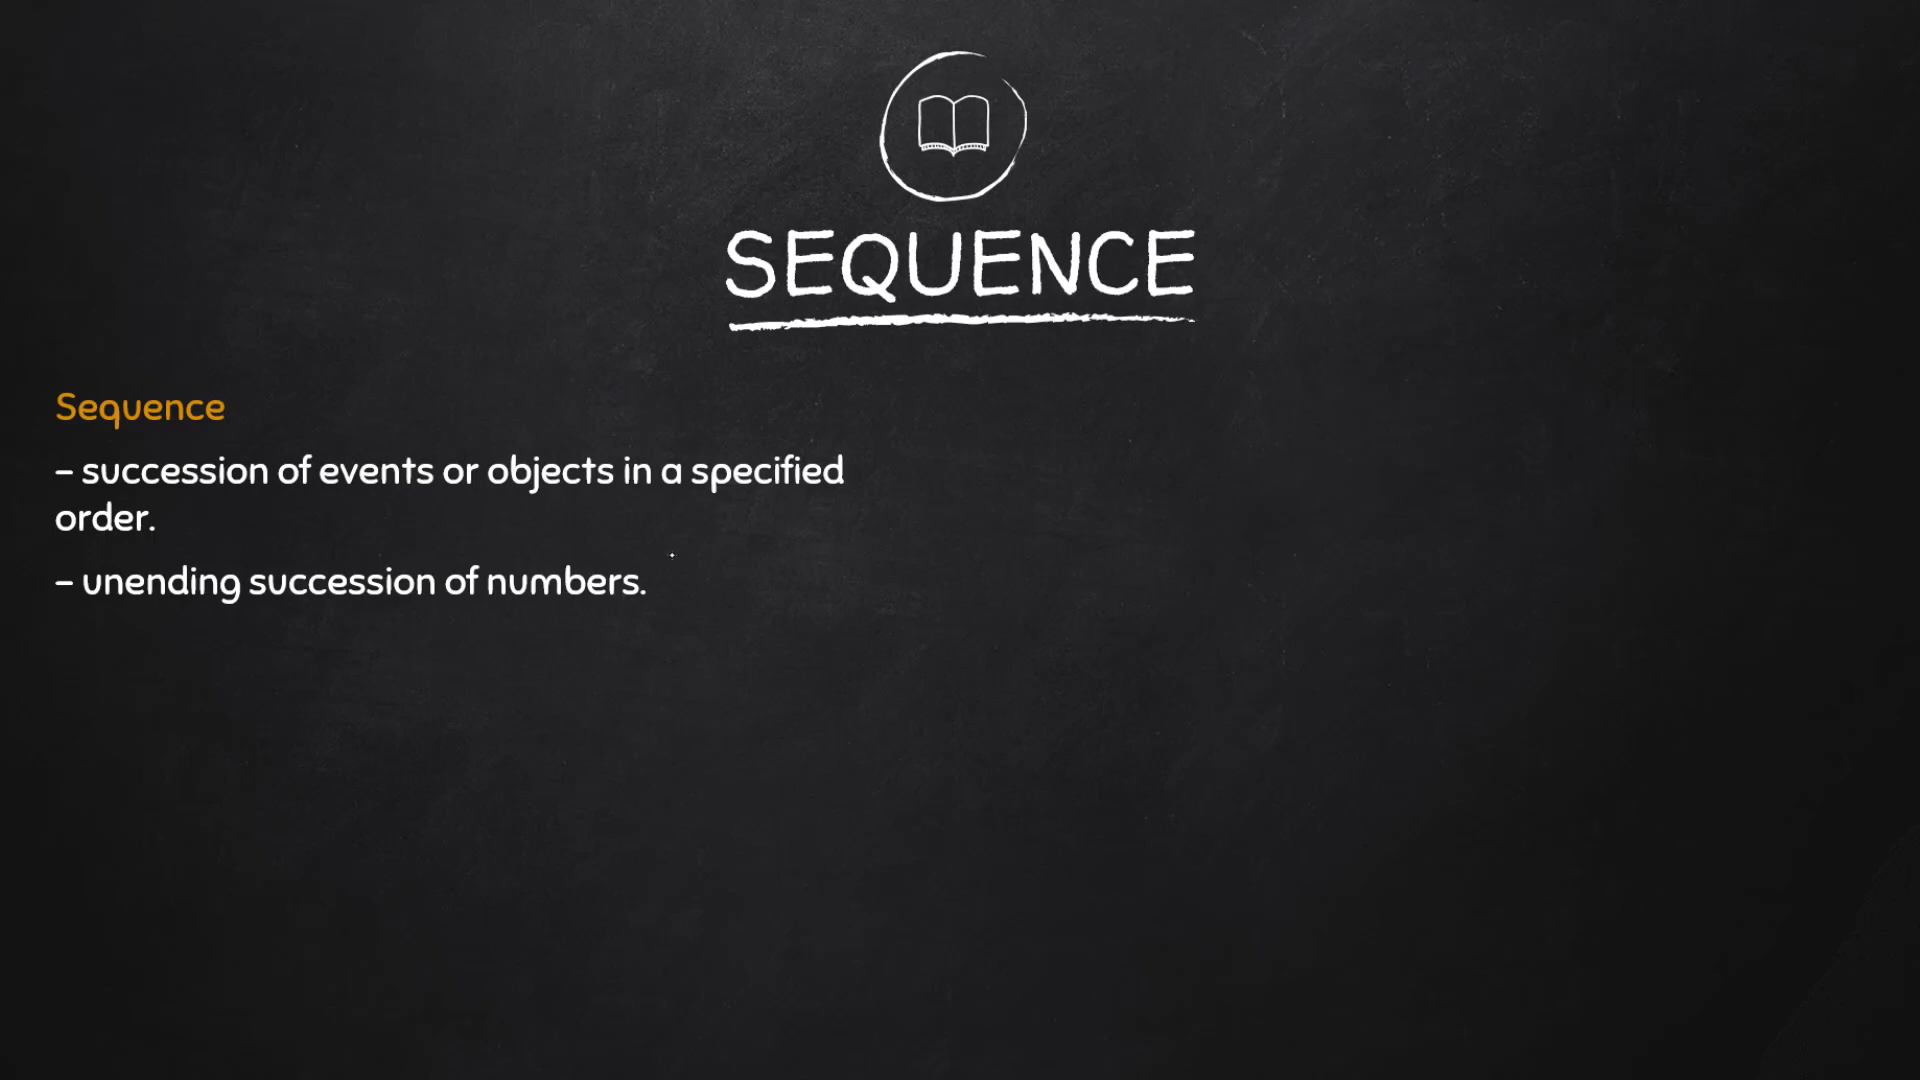 SEQUENCE
Sequence
– succession of events or objects in a specified
order.
– unending succession of numbers.